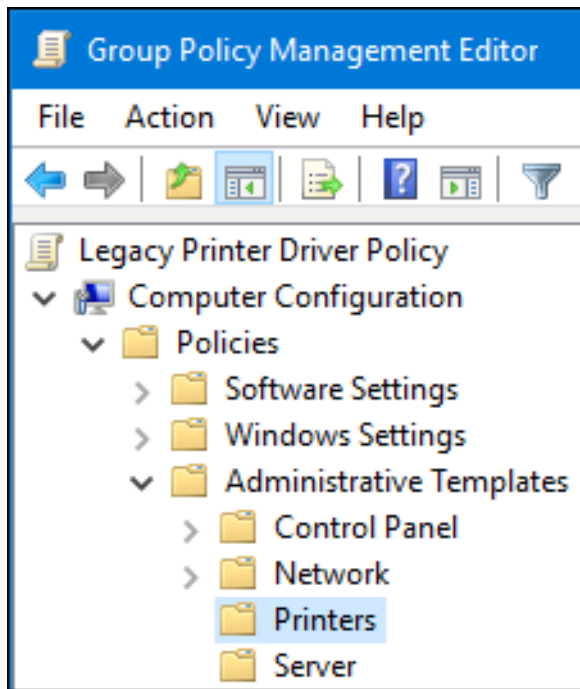 Group Policy Management Editor
File Action View Help
Legacy Printer Driver Policy
Computer Configuration
Policies
Software Settings
Windows Settings
Administrative Templates
Control Panel
Network
Printers
Server